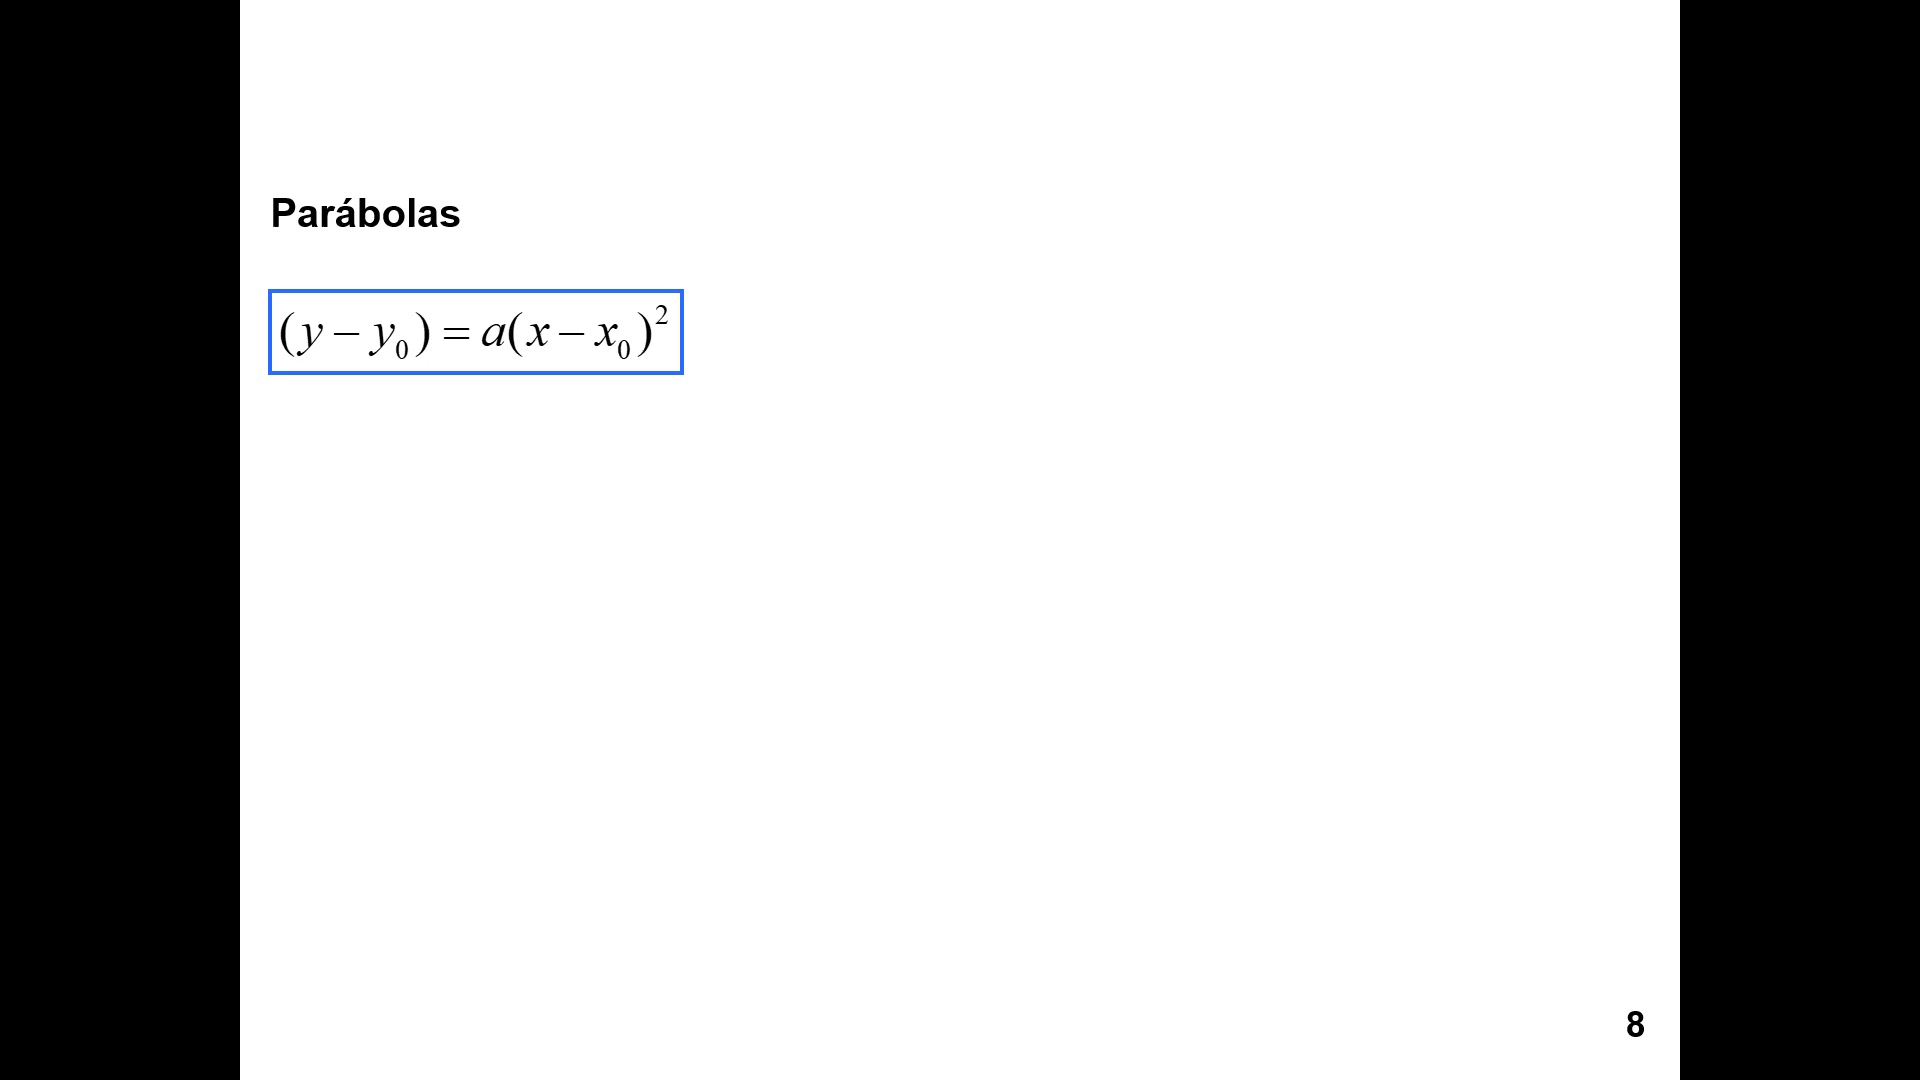 Parábolas
(y − y₀) = a(x − x₀)²
8